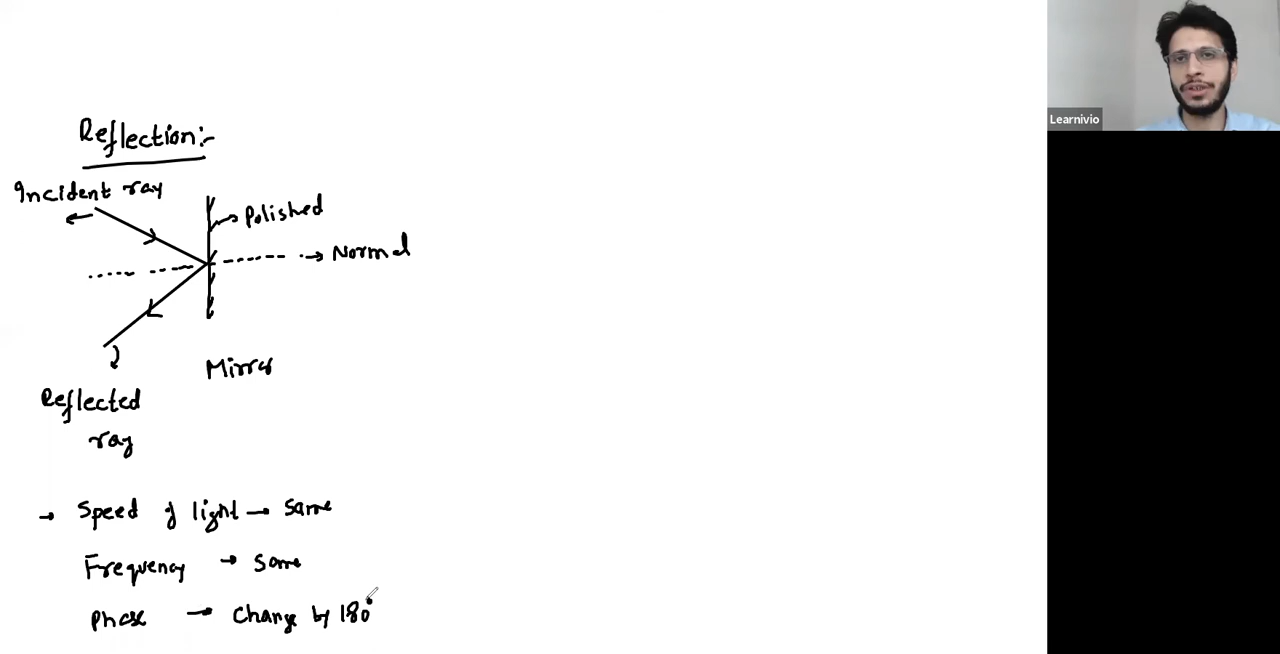 Reflection:-
Incident ray
Polished
Normal
Mirror
Reflected
ray
→ Speed of light → Same
Frequency → Same
Phase → Change by 180°
Learnivio